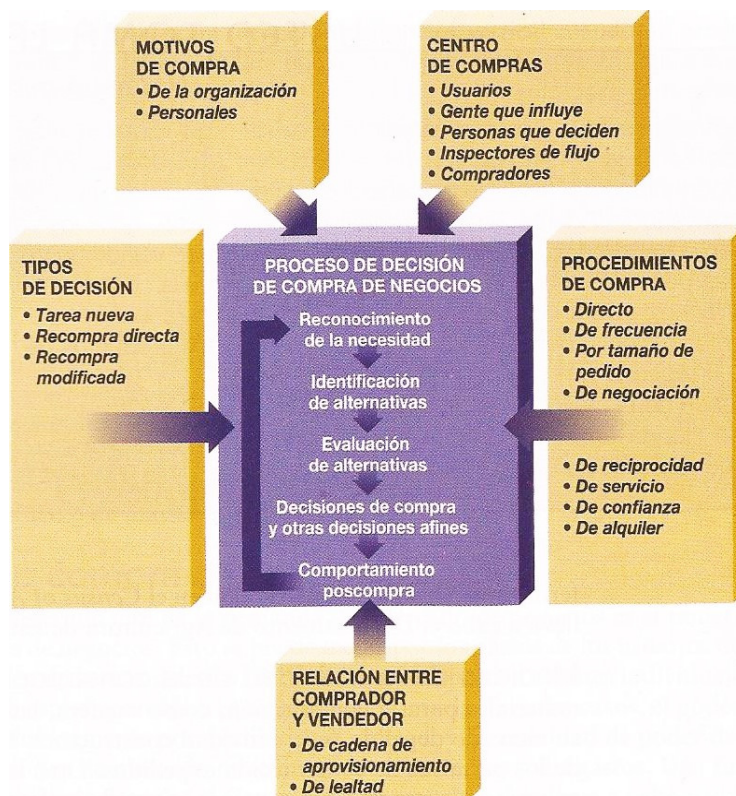 MOTIVOS
DE COMPRA
• De la organización
• Personales
CENTRO
DE COMPRAS
• Usuarios
• Gente que influye
• Personas que deciden
• Inspectores de flujo
• Compradores
TIPOS
DE DECISIÓN
• Tarea nueva
• Recompra directa
• Recompra
modificada
PROCESO DE DECISIÓN
DE COMPRA DE NEGOCIOS
Reconocimiento
de la necesidad
Identificación
de alternativas
Evaluación
de alternativas
Decisiones de compra
y otras decisiones afines
Comportamiento
poscompra
PROCEDIMIENTOS
DE COMPRA
• Directo
• De frecuencia
• Por tamaño de
pedido
• De negociación
• De reciprocidad
• De servicio
• De confianza
• De alquiler
RELACIÓN ENTRE
COMPRADOR
Y VENDEDOR
• De cadena de
aprovisionamiento
• De lealtad